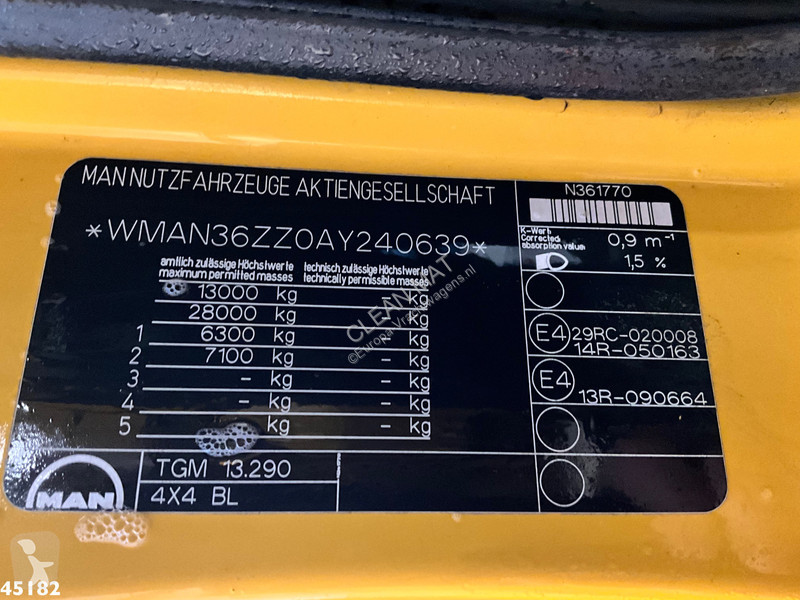 MAN NUTZFAHRZEUGE AKTIENGESELLSCHAFT
*WMAN36ZZ0AY240639*
amtlich zulässige Höchstwerte technisch zulässige Höchstwerte
maximum permitted masses technically permissible masses
13000 kg - kg
28000 kg - kg
1 6300 kg - kg
2 7100 kg - kg
3 - kg - kg
4 - kg - kg
5 kg - kg
MAN
TGM 13.290
4X4 BL
N361770
K-Wert
Corrected
absorption value:
0,9 m⁻¹
1,5 %
E4 29RC-020008
14R-050163
E4 13R-090664
CLEANMAT
©Europa Vrachtwagens.nl
45182